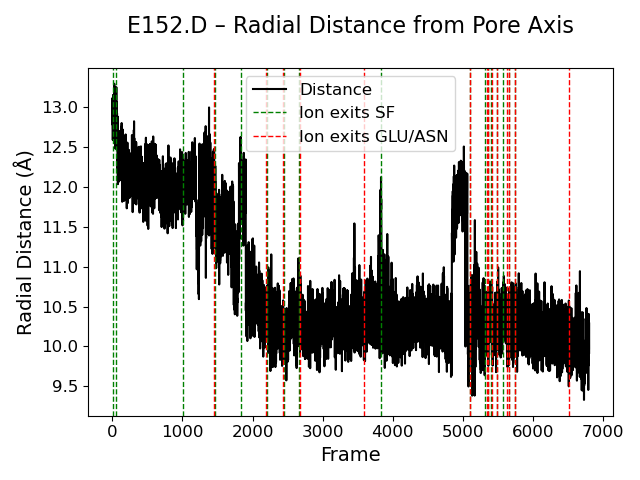 E152.D – Radial Distance from Pore Axis
Distance
Ion exits SF
Ion exits GLU/ASN
Radial Distance (Å)
13.0
12.5
12.0
11.5
11.0
10.5
10.0
9.5
0 1000 2000 3000 4000 5000 6000 7000
Frame